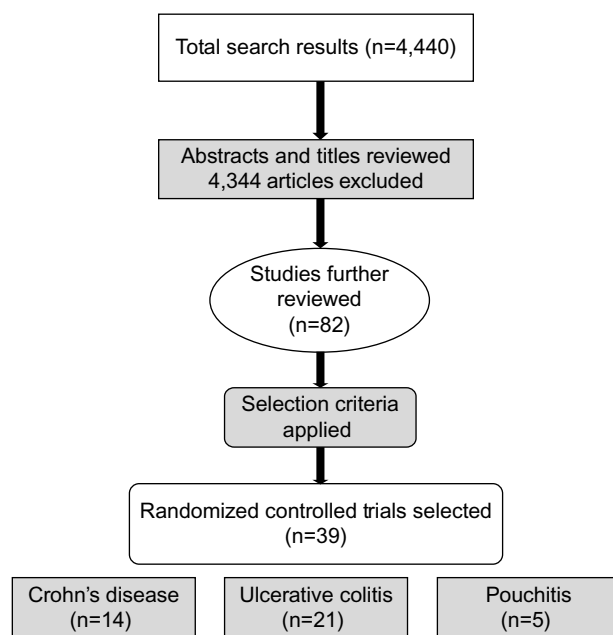 Total search results (n=4,440)
Abstracts and titles reviewed
4,344 articles excluded
Studies further
reviewed
(n=82)
Selection criteria
applied
Randomized controlled trials selected
(n=39)
Crohn’s disease
(n=14)
Ulcerative colitis
(n=21)
Pouchitis
(n=5)